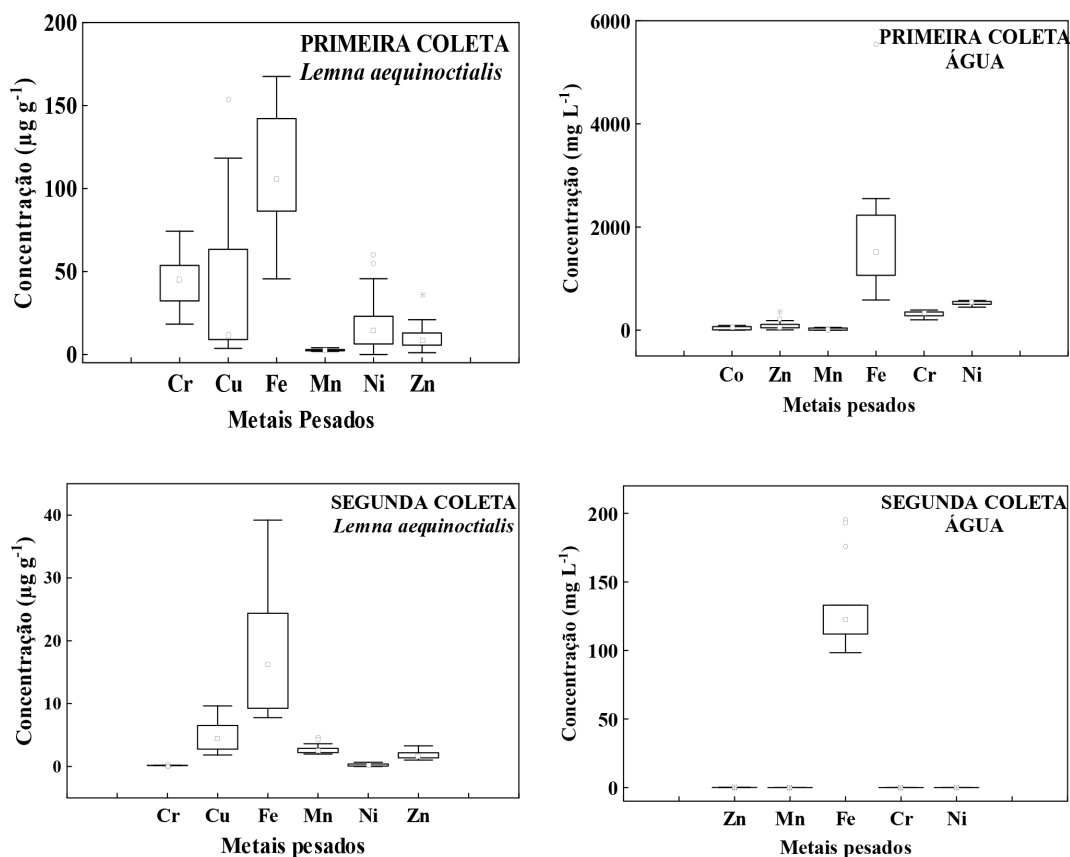 PRIMEIRA COLETA
Lemna aequinoctialis
Concentração (µg g⁻¹)
200
150
100
50
0
Cr Cu Fe Mn Ni Zn
Metais Pesados
PRIMEIRA COLETA
ÁGUA
Concentração (mg L⁻¹)
6000
4000
2000
0
Co Zn Mn Fe Cr Ni
Metais pesados
SEGUNDA COLETA
Lemna aequinoctialis
Concentração (µg g⁻¹)
40
30
20
10
0
Cr Cu Fe Mn Ni Zn
Metais pesados
SEGUNDA COLETA
ÁGUA
Concentração (mg L⁻¹)
200
150
100
50
0
Zn Mn Fe Cr Ni
Metais pesados